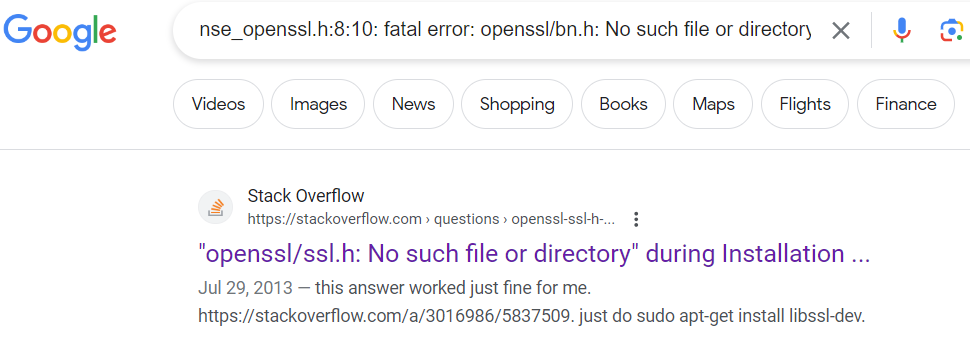 Google
nse_openssl.h:8:10: fatal error: openssl/bn.h: No such file or directory
Videos
Images
News
Shopping
Books
Maps
Flights
Finance
Stack Overflow
https://stackoverflow.com › questions › openssl-ssl-h-...
"openssl/ssl.h: No such file or directory" during Installation ...
Jul 29, 2013 — this answer worked just fine for me.
https://stackoverflow.com/a/3016986/5837509. just do sudo apt-get install libssl-dev.